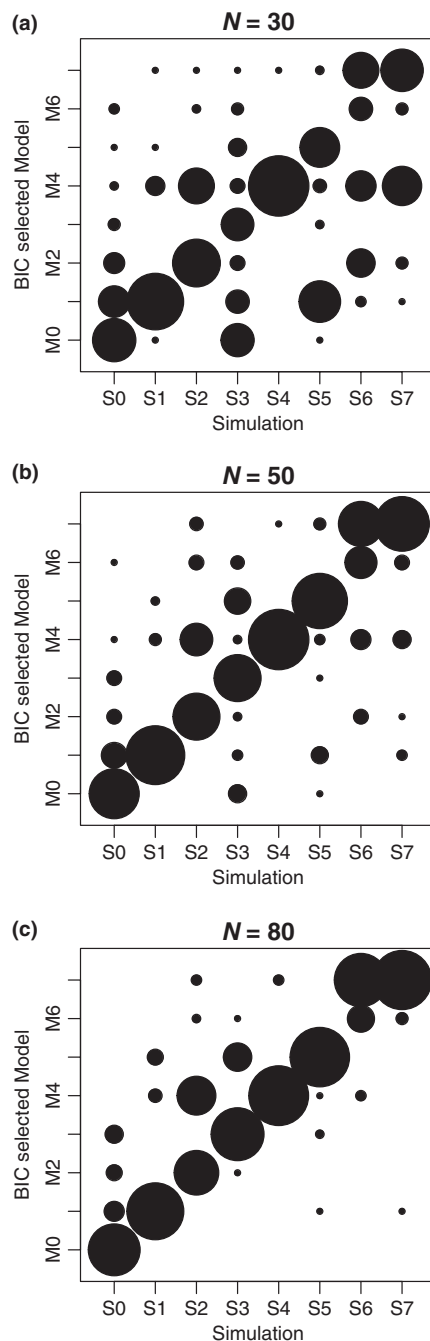 (a)
N = 30
BIC selected Model
M6
M4
M2
M0
S0 S1 S2 S3 S4 S5 S6 S7
Simulation
(b)
N = 50
BIC selected Model
M6
M4
M2
M0
S0 S1 S2 S3 S4 S5 S6 S7
Simulation
(c)
N = 80
BIC selected Model
M6
M4
M2
M0
S0 S1 S2 S3 S4 S5 S6 S7
Simulation